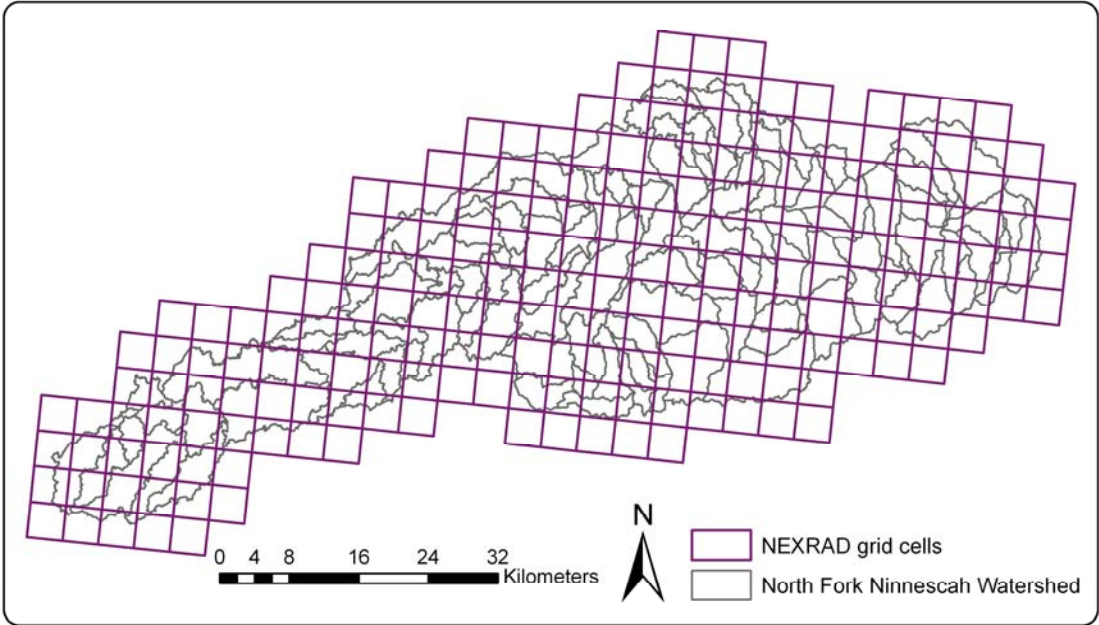 N
0 4 8 16 24 32
Kilometers
NEXRAD grid cells
North Fork Ninnescah Watershed